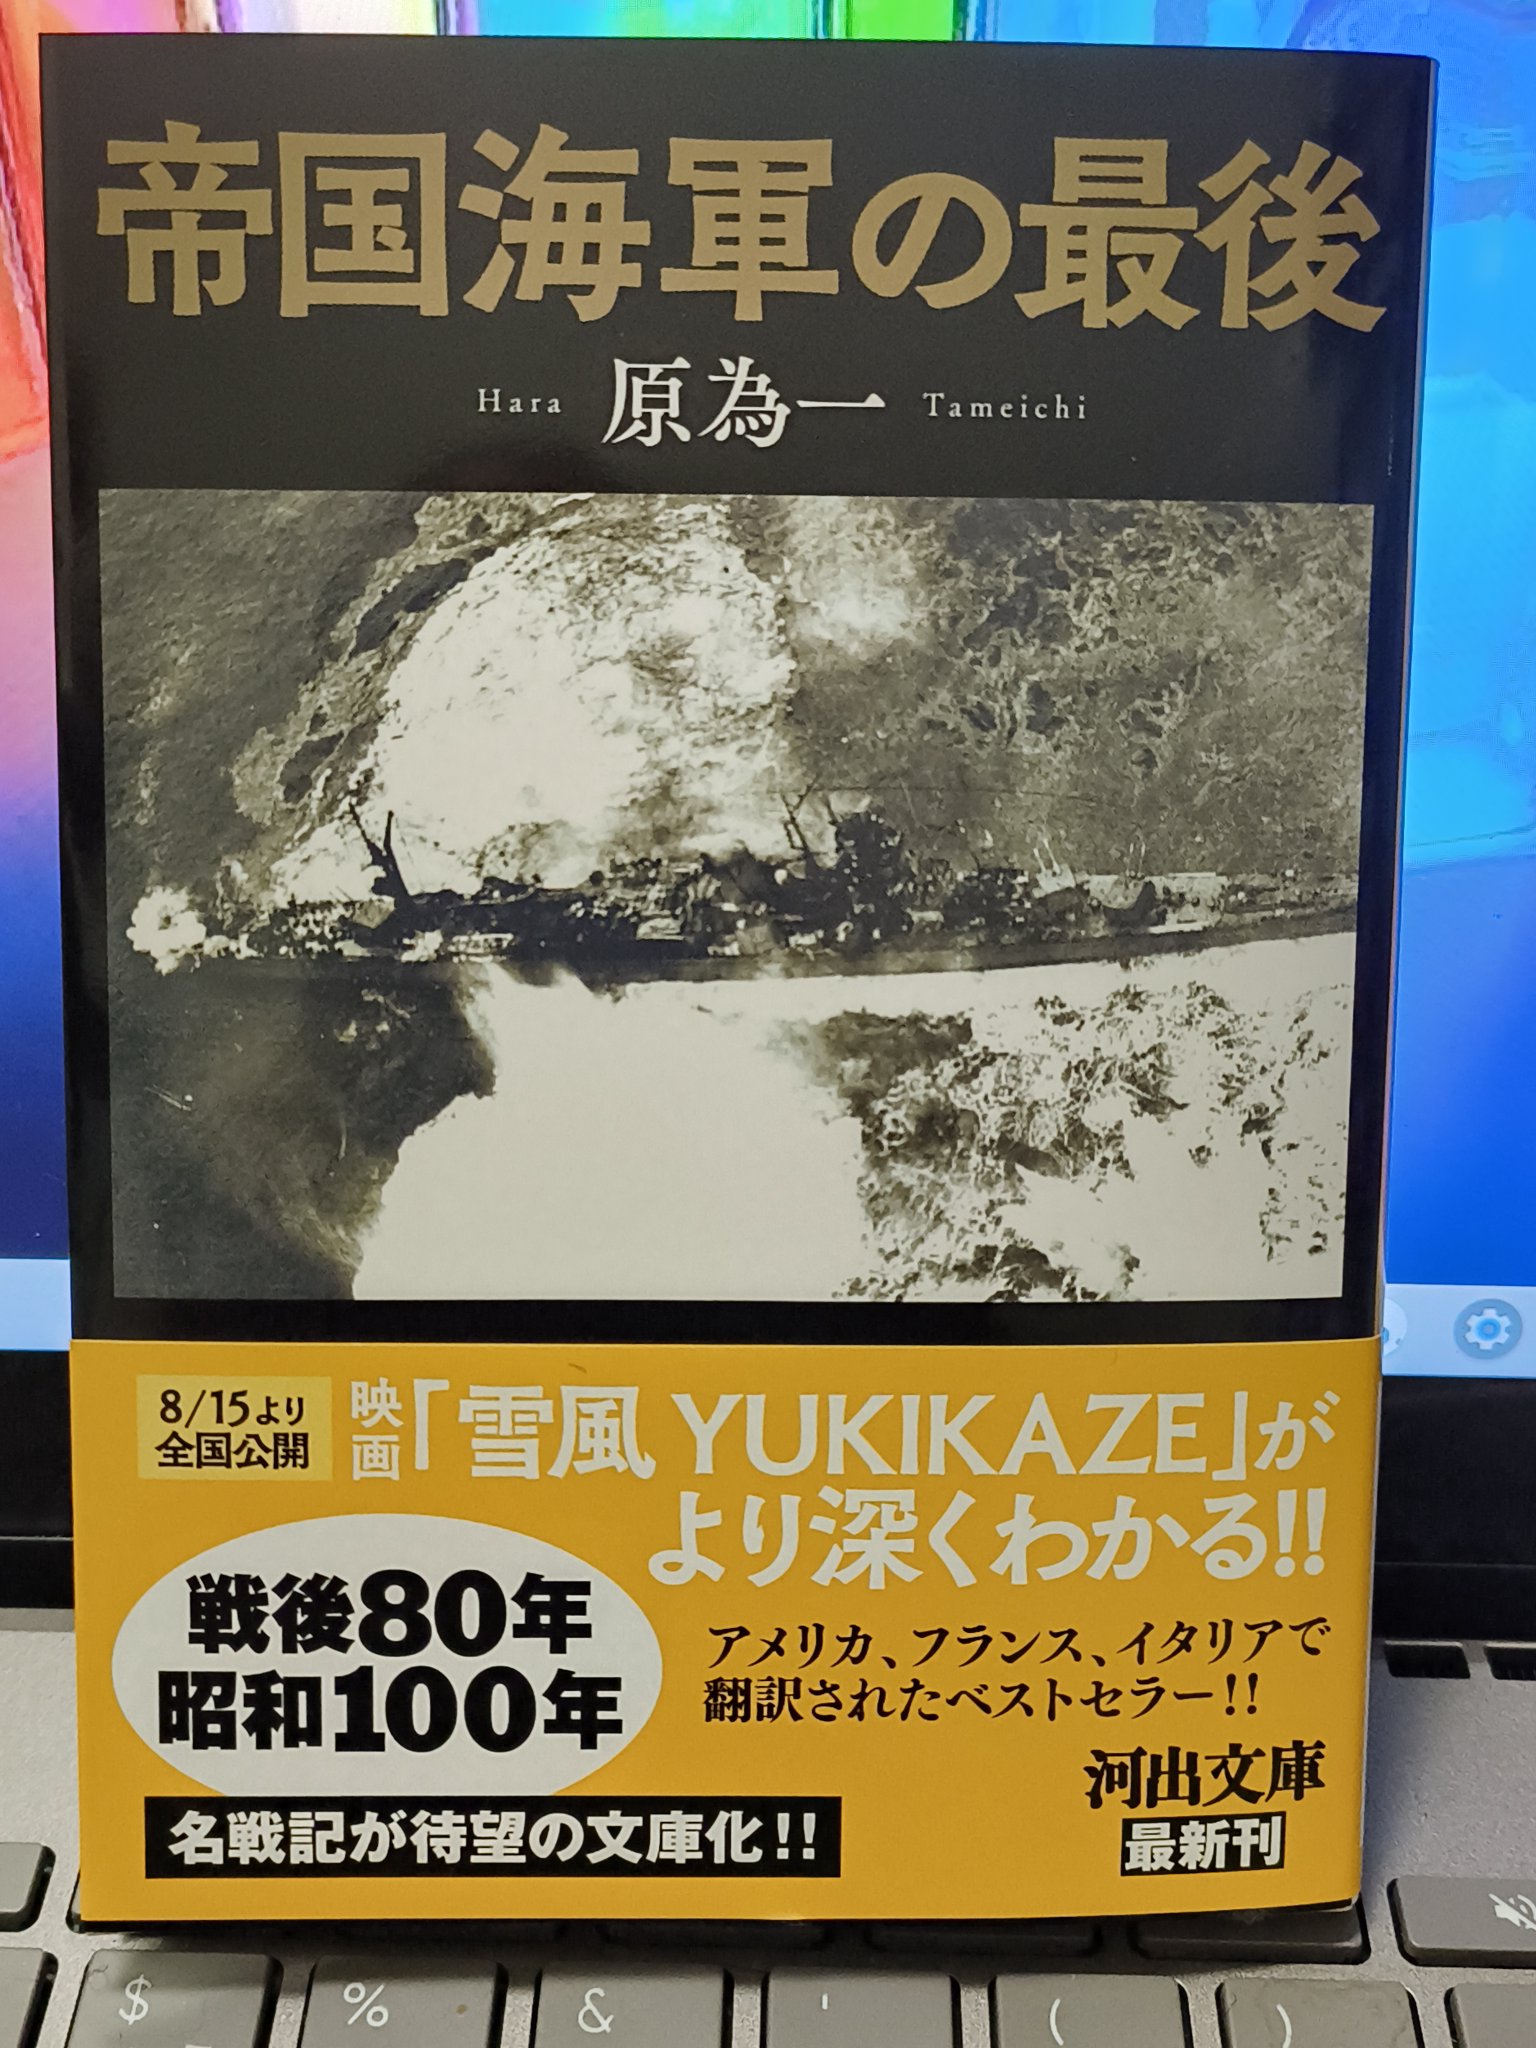 帝国海軍の最後
Hara 原為一 Tameichi
8/15より
全国公開
映画「雪風 YUKIKAZE」が
より深くわかる!!
戦後80年
昭和100年
アメリカ、フランス、イタリアで
翻訳されたベストセラー!!
名戦記が待望の文庫化!!
河出文庫
最新刊
$
%
&
'
(
)